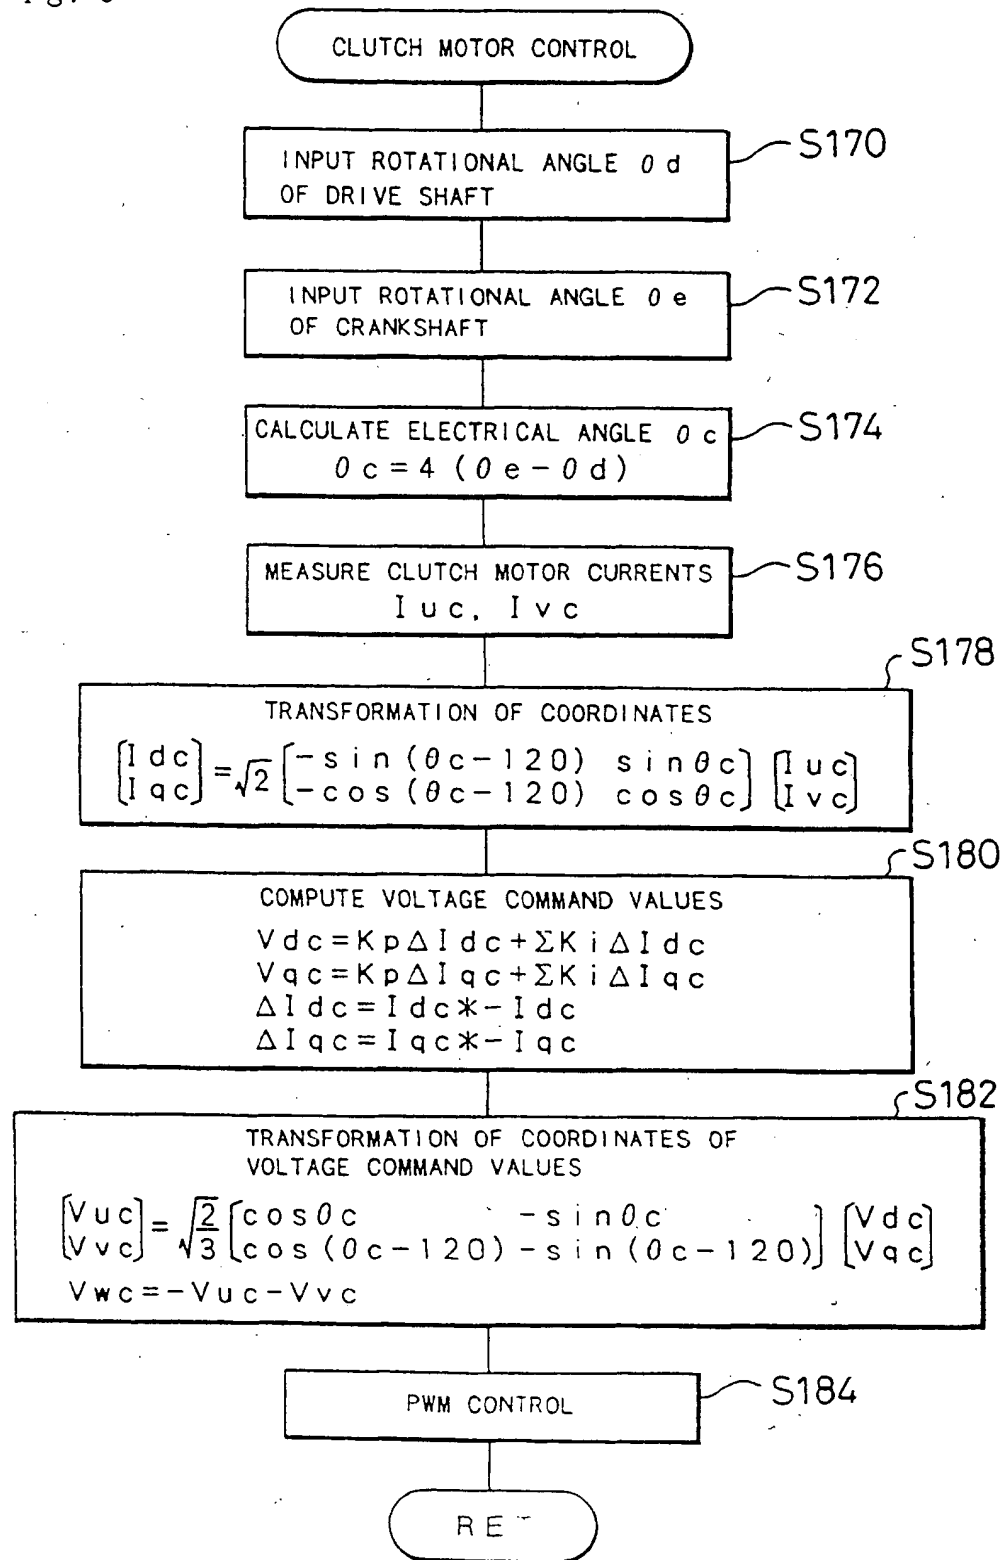 CLUTCH MOTOR CONTROL
S170
INPUT ROTATIONAL ANGLE θd
OF DRIVE SHAFT
S172
INPUT ROTATIONAL ANGLE θe
OF CRANKSHAFT
S174
CALCULATE ELECTRICAL ANGLE θc
θc=4(θe-θd)
S176
MEASURE CLUTCH MOTOR CURRENTS
Iuc, Ivc
S178
TRANSFORMATION OF COORDINATES
[Idc] = √2 [-sin(θc-120) sinθc] [Iuc]
[Iqc] [-cos(θc-120) cosθc] [Ivc]
S180
COMPUTE VOLTAGE COMMAND VALUES
Vdc=KpΔIdc+ΣKiΔIdc
Vqc=KpΔIqc+ΣKiΔIqc
ΔIdc=Idc*-Idc
ΔIqc=Iqc*-Iqc
S182
TRANSFORMATION OF COORDINATES OF
VOLTAGE COMMAND VALUES
[Vuc] = √2/3 [cosθc -sinθc] [Vdc]
[Vvc] [cos(θc-120) -sin(θc-120)] [Vqc]
Vwc=-Vuc-Vvc
S184
PWM CONTROL